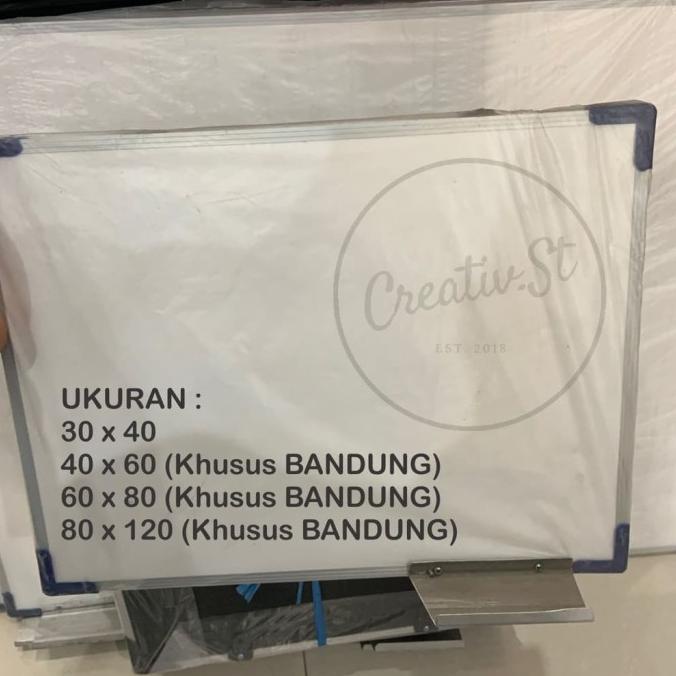 Creativ.St
EST. 2018
UKURAN :
30 x 40
40 x 60 (Khusus BANDUNG)
60 x 80 (Khusus BANDUNG)
80 x 120 (Khusus BANDUNG)